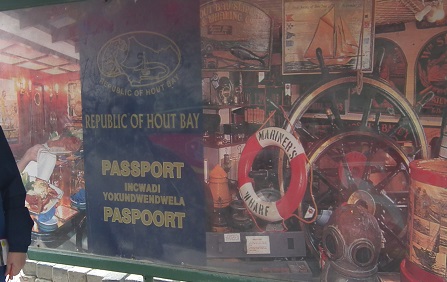 REPUBLIC OF HOUT BAY
REPUBLIC OF HOUT BAY
PASSPORT
INCWADI
YOKUNDWENDWELA
PASPOORT
MARINER'S
WHARF